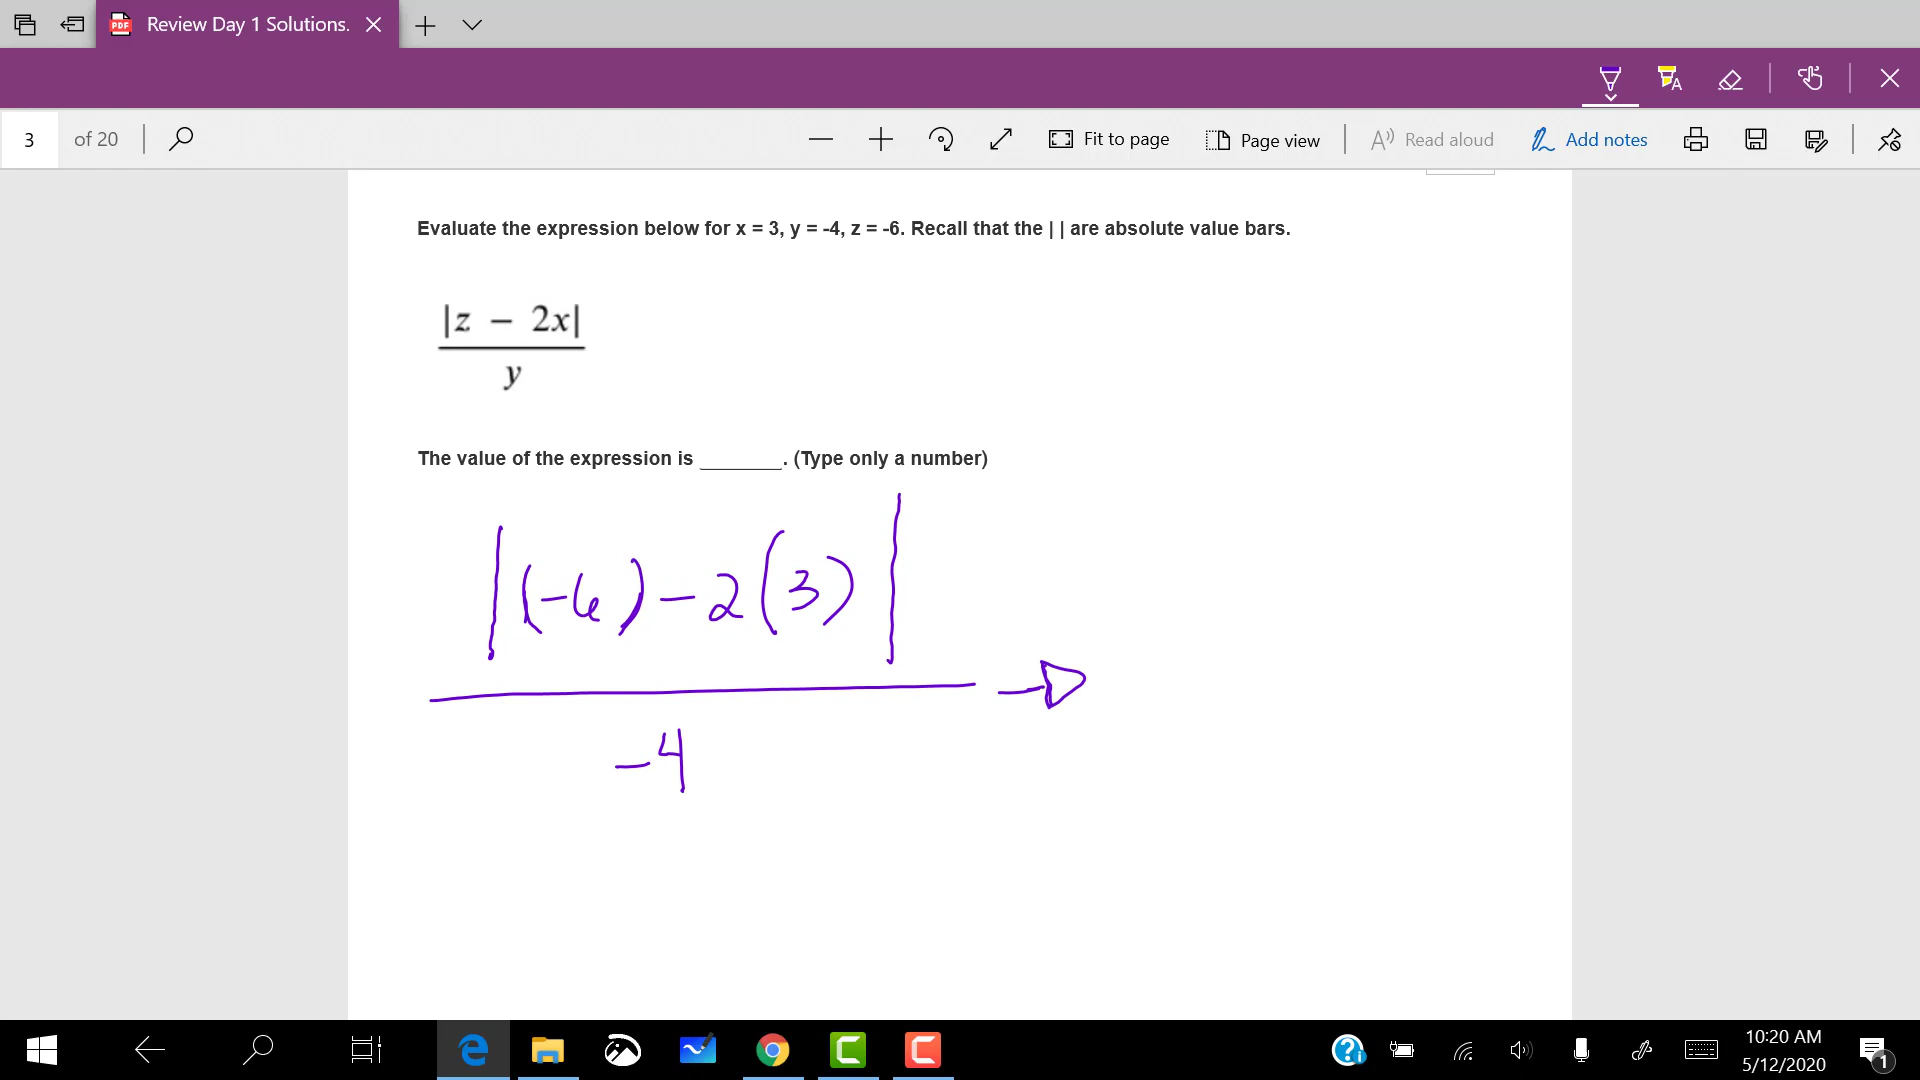 Review Day 1 Solutions.
3 of 20
Fit to page
Page view
Read aloud
Add notes
Evaluate the expression below for x = 3, y = -4, z = -6. Recall that the | | are absolute value bars.
|z - 2x|
y
The value of the expression is ________. (Type only a number)
|(-6) - 2(3)|
-4
10:20 AM
5/12/2020
1